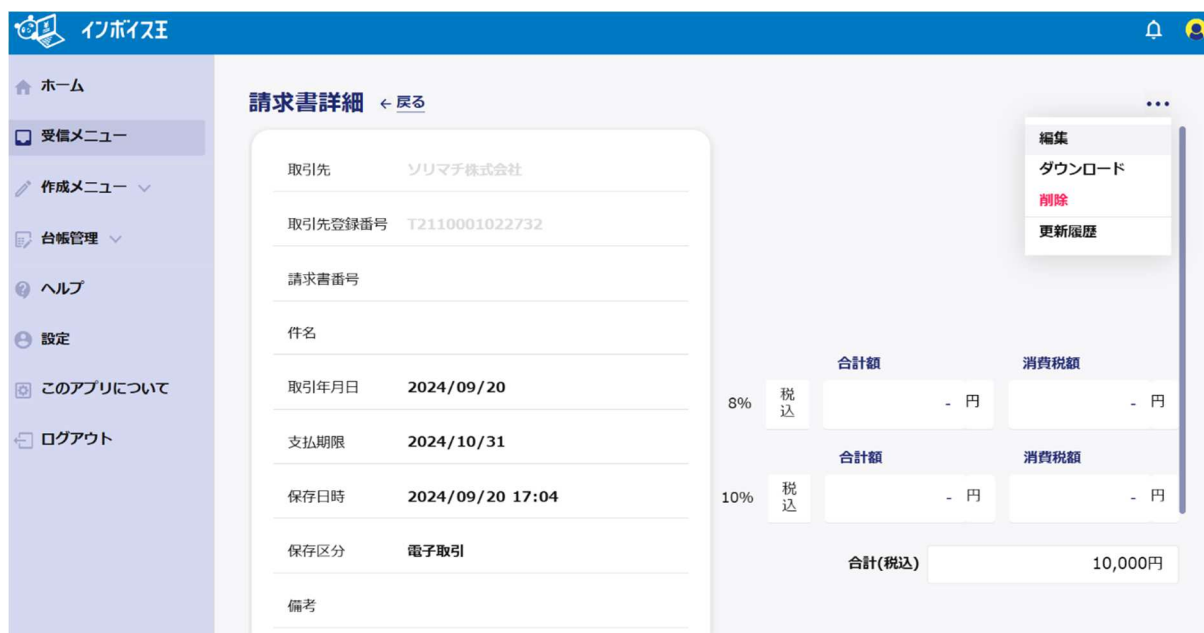 インボイス王
ホーム
受信メニュー
作成メニュー
台帳管理
ヘルプ
設定
このアプリについて
ログアウト
請求書詳細 ← 戻る
...
編集
ダウンロード
削除
更新履歴
取引先 ソリマチ株式会社
取引先登録番号 T2110001022732
請求書番号
件名
取引年月日 2024/09/20
支払期限 2024/10/31
保存日時 2024/09/20 17:04
保存区分 電子取引
備考
合計額 消費税額
8% 税込 - 円 - 円
合計額 消費税額
10% 税込 - 円 - 円
合計(税込) 10,000円